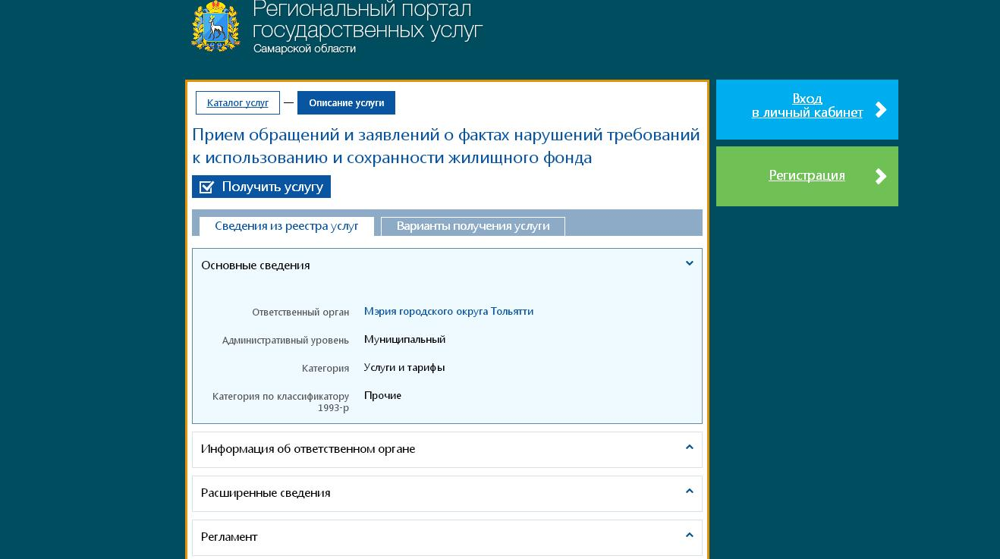 Региональный портал
государственных услуг
Самарской области
Каталог услуг — Описание услуги
Вход
в личный кабинет
Прием обращений и заявлений о фактах нарушений требований
к использованию и сохранности жилищного фонда
Регистрация
Получить услугу
Сведения из реестра услуг
Варианты получения услуги
Основные сведения
Ответственный орган Мэрия городского округа Тольятти
Административный уровень Муниципальный
Категория Услуги и тарифы
Категория по классификатору Прочие
1993-р
Информация об ответственном органе
Расширенные сведения
Регламент